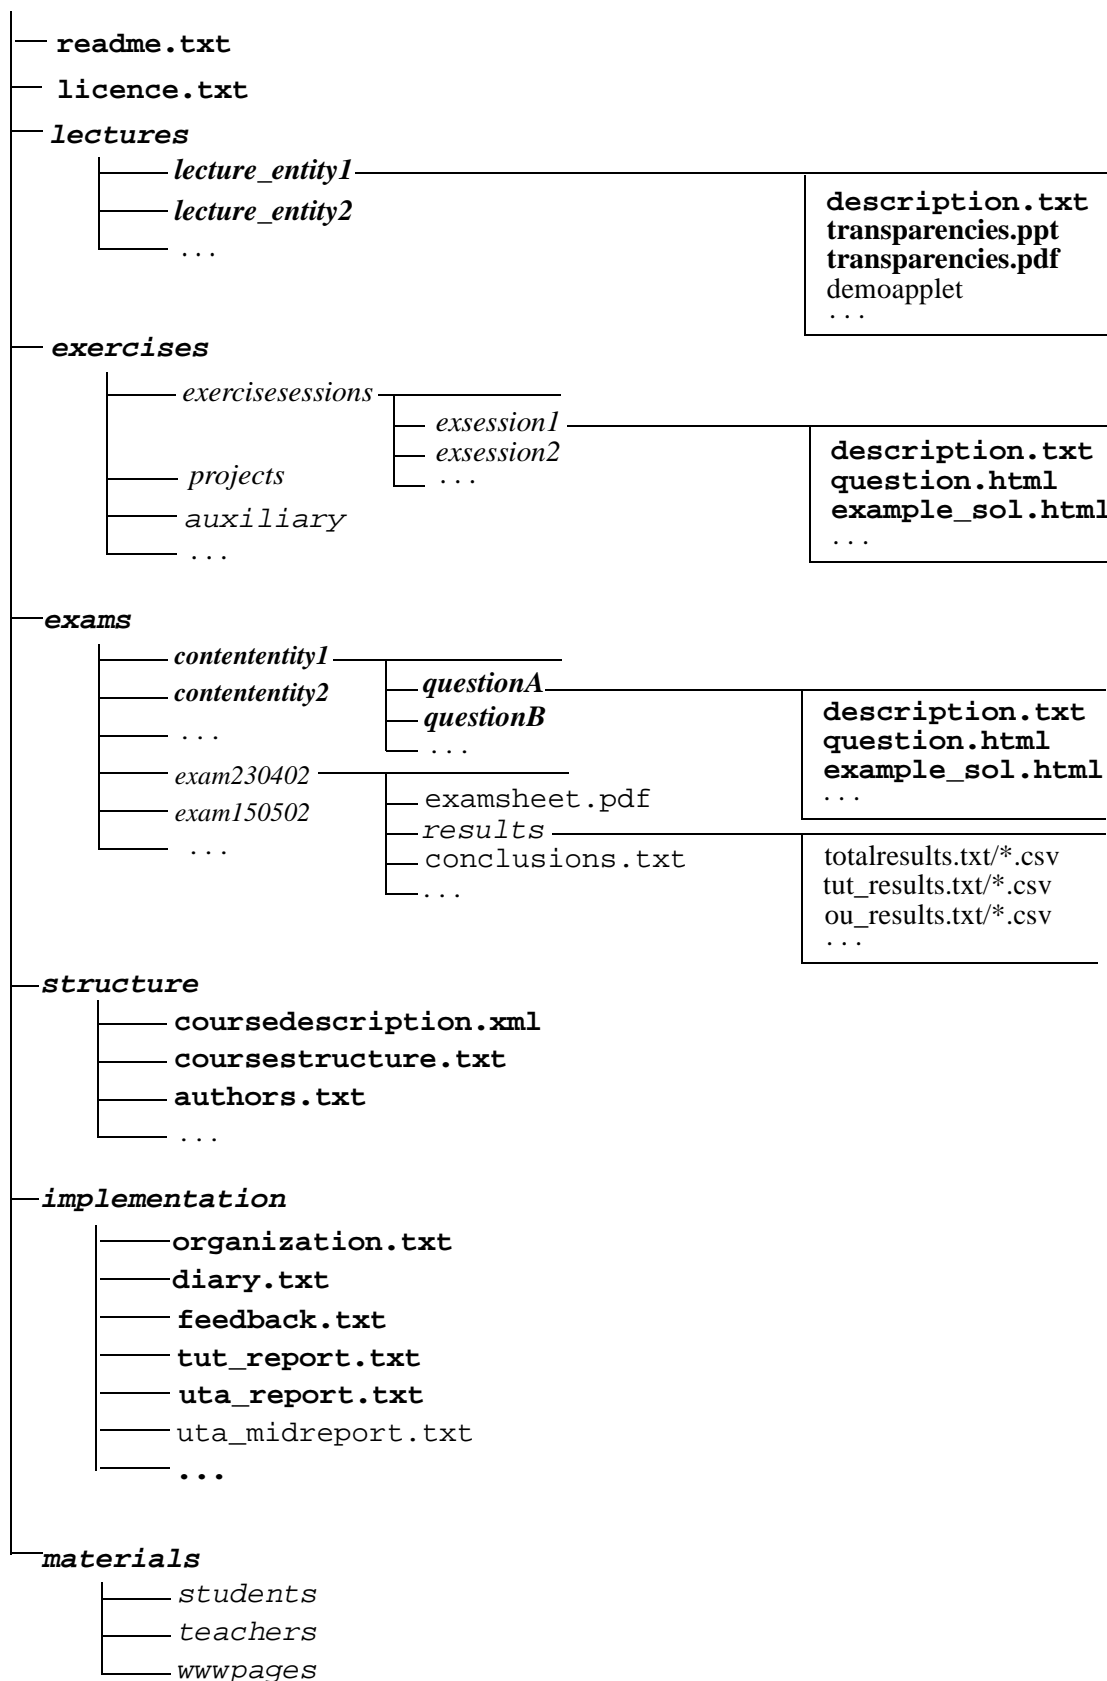 readme.txt
licence.txt
lectures
lecture_entity1
lecture_entity2
...
description.txt
transparencies.ppt
transparencies.pdf
demoapplet
...
exercises
exercisesessions
exsession1
exsession2
...
description.txt
question.html
example_sol.html
...
projects
auxiliary
...
exams
contententity1
contententity2
...
questionA
questionB
...
description.txt
question.html
example_sol.html
...
exam230402
exam150502
...
examsheet.pdf
results
conclusions.txt
...
totalresults.txt/*.csv
tut_results.txt/*.csv
ou_results.txt/*.csv
...
structure
coursedescription.xml
coursestructure.txt
authors.txt
...
implementation
organization.txt
diary.txt
feedback.txt
tut_report.txt
uta_report.txt
uta_midreport.txt
...
materials
students
teachers
wwwpages